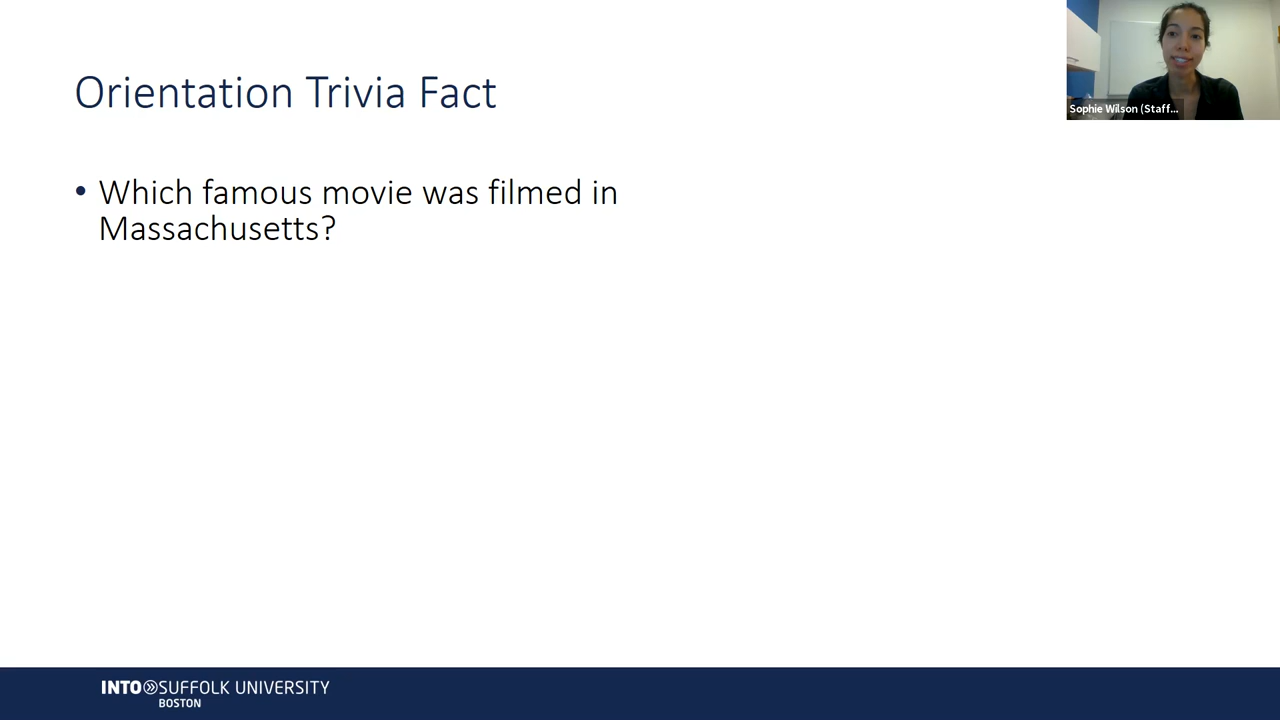 Orientation Trivia Fact
Sophie Wilson (Staff...
• Which famous movie was filmed in
Massachusetts?
INTO SUFFOLK UNIVERSITY
BOSTON